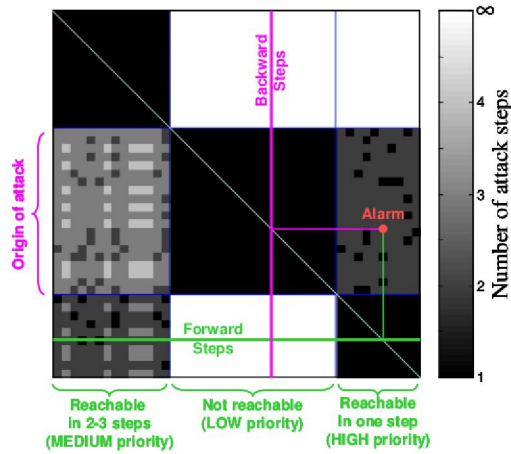 ∞
4
3
2
1
Number of attack steps
Backward
Steps
Origin of attack
Alarm
Forward
Steps
Reachable
in 2-3 steps
(MEDIUM priority)
Not reachable
(LOW priority)
Reachable
In one step
(HIGH priority)